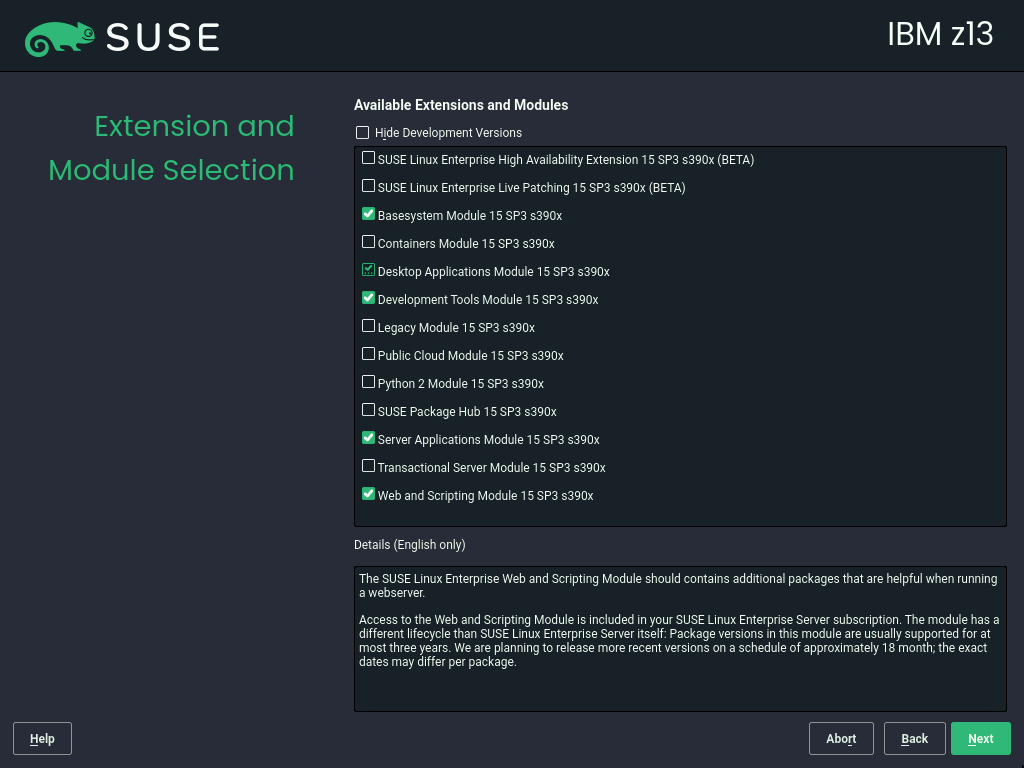 SUSE
IBM z13
Extension and
Module Selection
Available Extensions and Modules
Hide Development Versions
SUSE Linux Enterprise High Availability Extension 15 SP3 s390x (BETA)
SUSE Linux Enterprise Live Patching 15 SP3 s390x (BETA)
Basesystem Module 15 SP3 s390x
Containers Module 15 SP3 s390x
Desktop Applications Module 15 SP3 s390x
Development Tools Module 15 SP3 s390x
Legacy Module 15 SP3 s390x
Public Cloud Module 15 SP3 s390x
Python 2 Module 15 SP3 s390x
SUSE Package Hub 15 SP3 s390x
Server Applications Module 15 SP3 s390x
Transactional Server Module 15 SP3 s390x
Web and Scripting Module 15 SP3 s390x
Details (English only)
The SUSE Linux Enterprise Web and Scripting Module should contains additional packages that are helpful when running
a webserver.
Access to the Web and Scripting Module is included in your SUSE Linux Enterprise Server subscription. The module has a
different lifecycle than SUSE Linux Enterprise Server itself: Package versions in this module are usually supported for at
most three years. We are planning to release more recent versions on a schedule of approximately 18 month; the exact
dates may differ per package.
Help
Abort
Back
Next